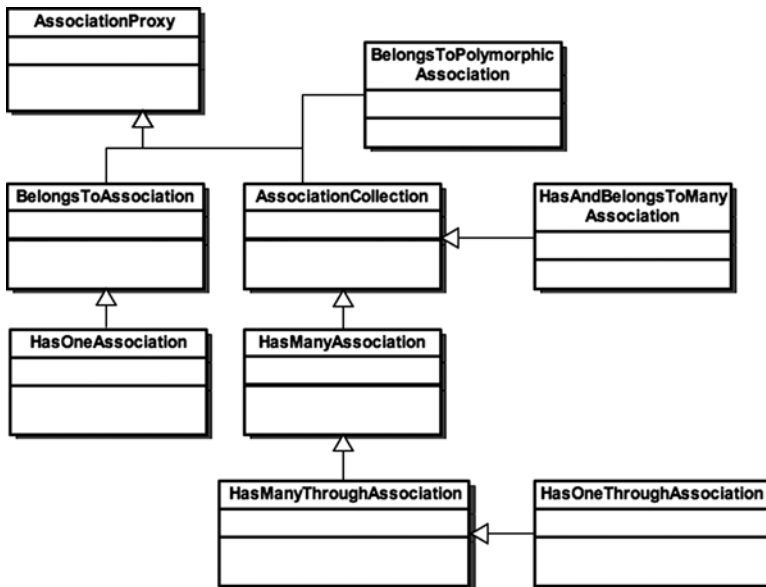 AssociationProxy
BelongsToPolymorphic
Association
BelongsToAssociation
AssociationCollection
HasAndBelongsToMany
Association
HasOneAssociation
HasManyAssociation
HasManyThroughAssociation
HasOneThroughAssociation